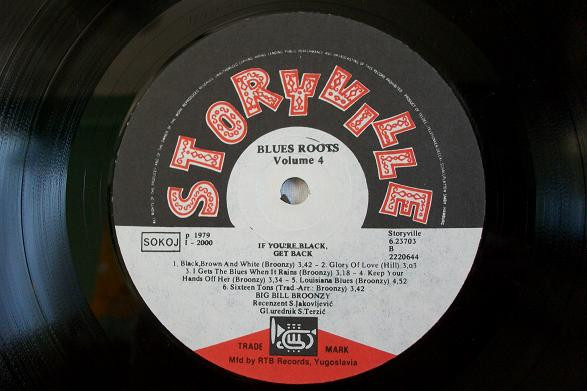 STORYVILLE
BLUES ROOTS
Volume 4
SOKOJ
p 1979
I - 2000
Storyville
6.23703
B
2220644
IF YOU'RE BLACK,
GET BACK
1. Black,Brown And White (Broonzy) 3,42 - 2. Glory Of Love (Hill) 3,03
3. I Gets The Blues When It Rains (Broonzy) 3,18 - 4. Keep Your
Hands Off Her (Broonzy) 3,34 - 5. Louisiana Blues (Broonzy) 4,52
6. Sixteen Tons (Trad.-Arr.: Broonzy) 3,42
BIG BILL BROONZY
Recenzent S.Jakovljević
Gl.urednik S.Terzić
TRADE MARK
Mfd by RTB Records, Yugoslavia